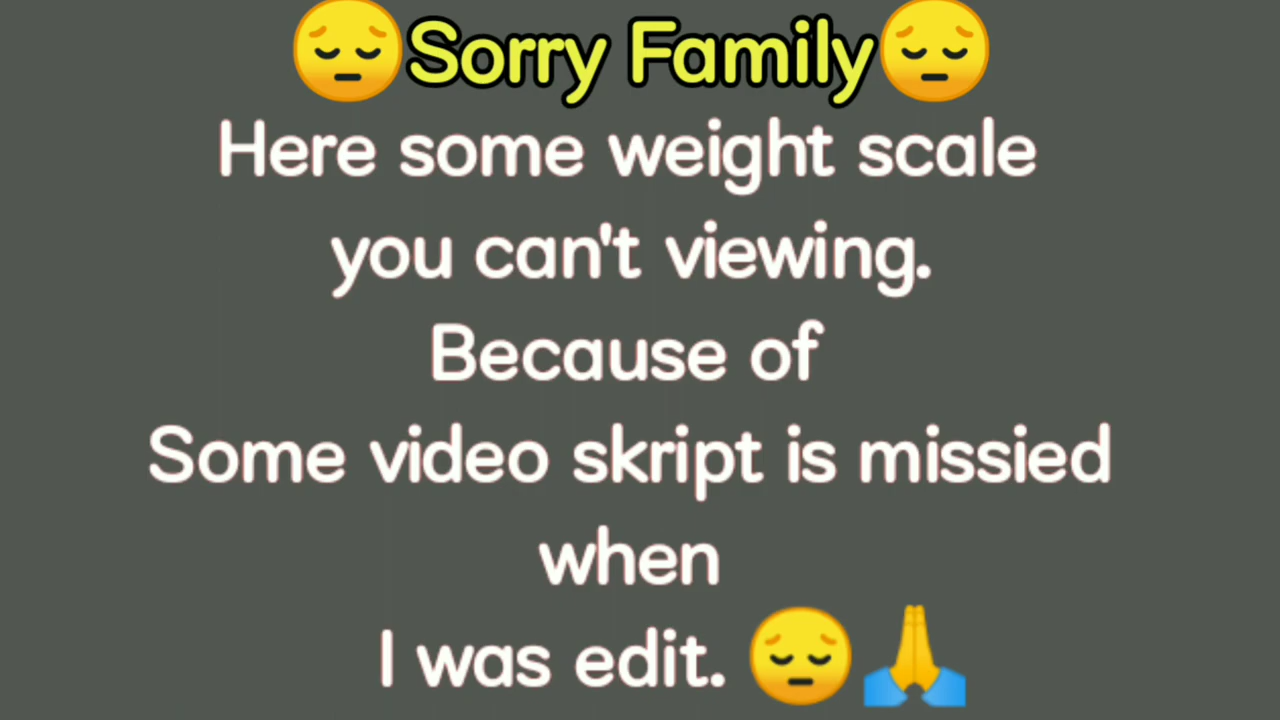 😔Sorry Family😔
Here some weight scale
you can't viewing.
Because of
Some video skript is missied
when
I was edit. 😔🙏